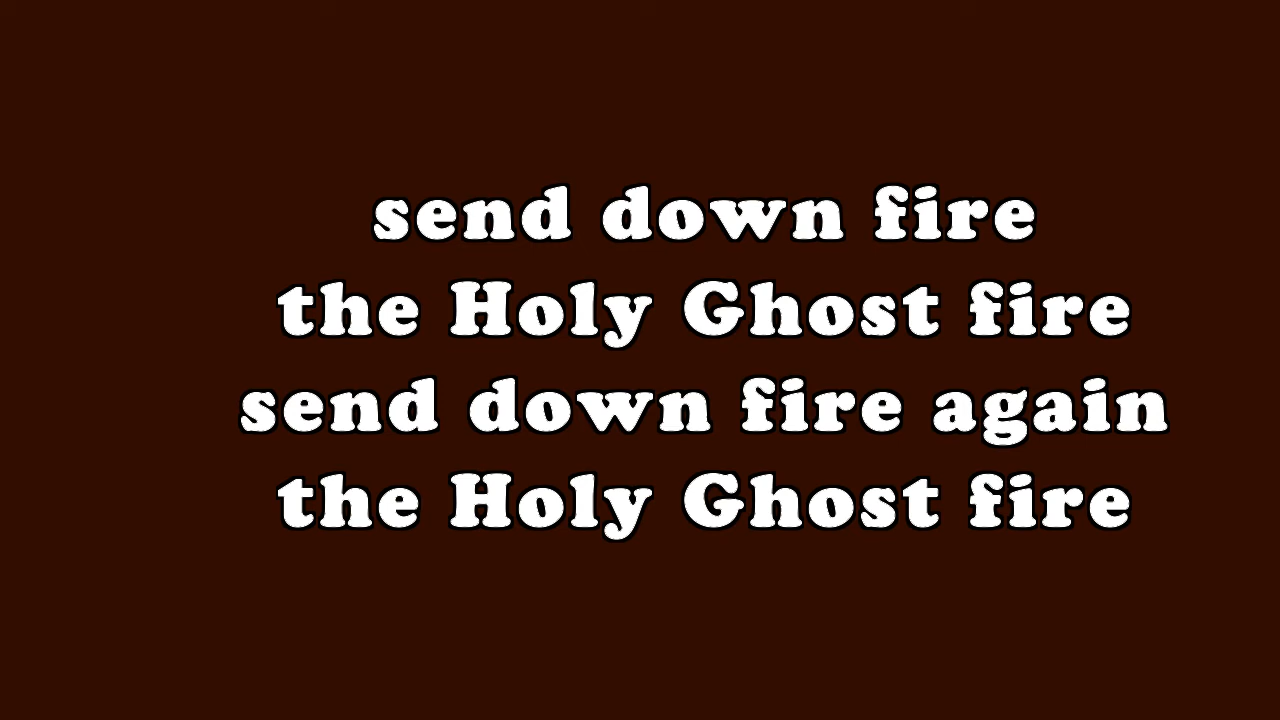 send down fire
the Holy Ghost fire
send down fire again
the Holy Ghost fire